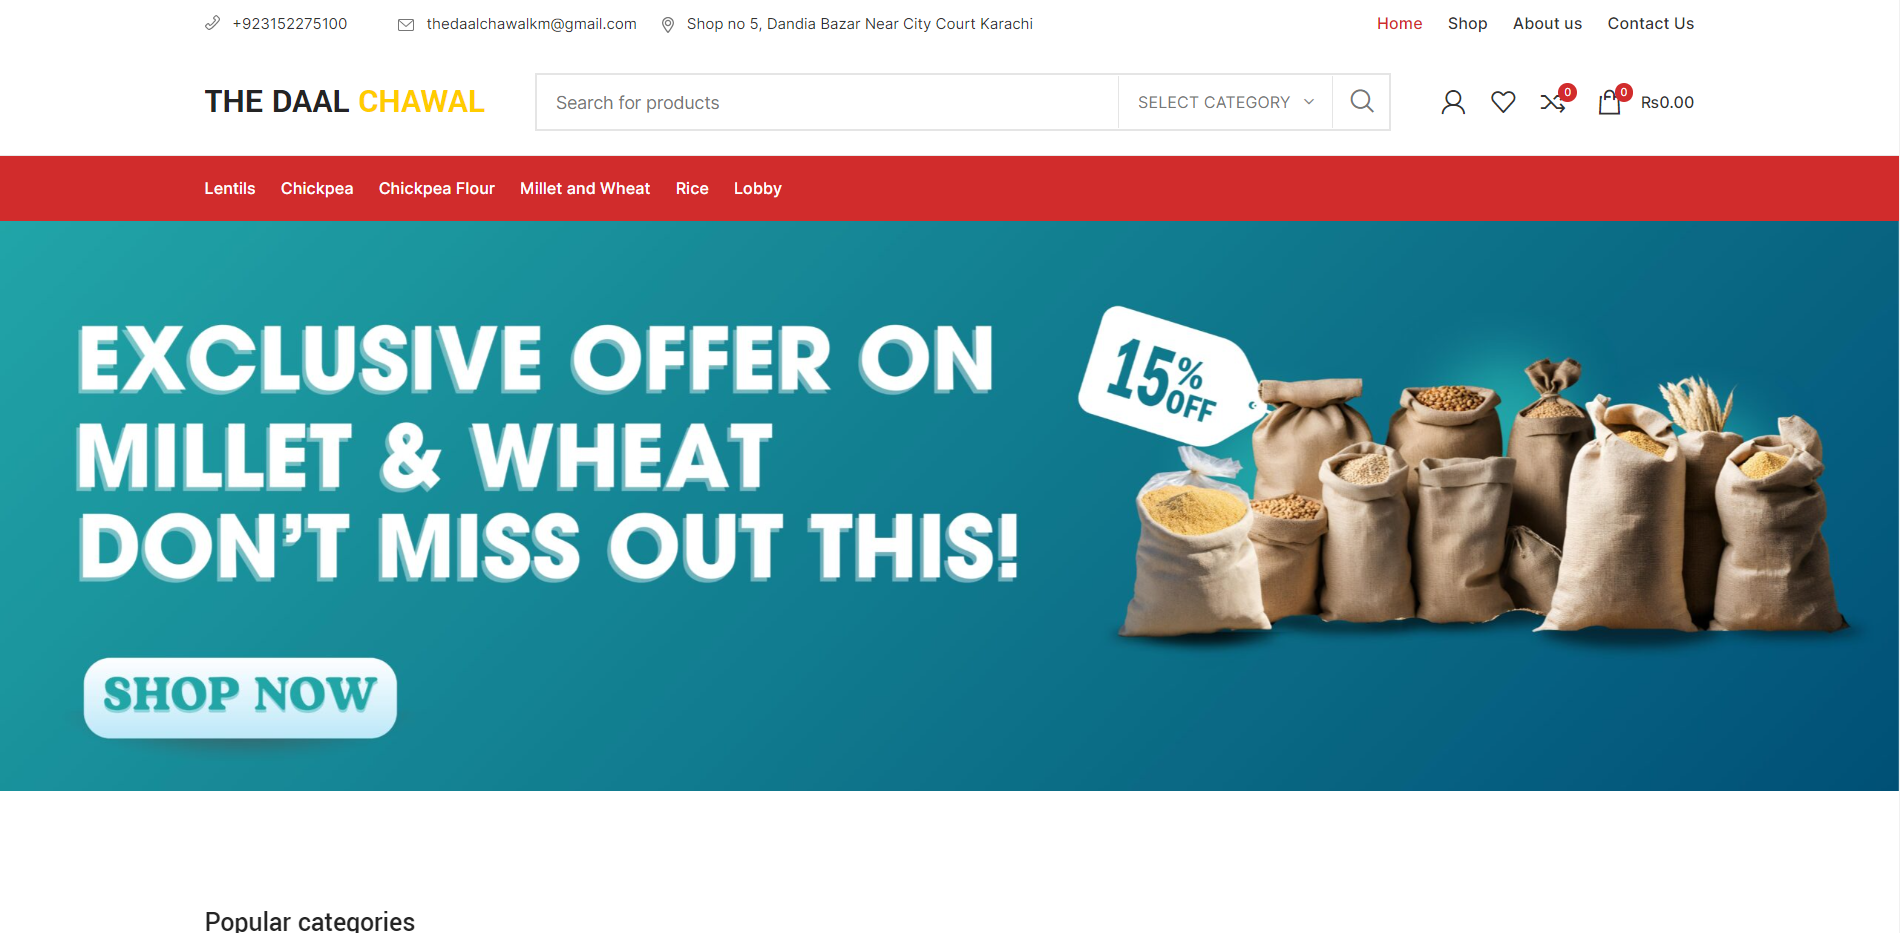 +923152275100 thedaalchawalkm@gmail.com Shop no 5, Dandia Bazar Near City Court Karachi Home Shop About us Contact Us
THE DAAL CHAWAL Search for products SELECT CATEGORY 0 0 ₨0.00
Lentils Chickpea Chickpea Flour Millet and Wheat Rice Lobby
EXCLUSIVE OFFER ON
MILLET & WHEAT
DON’T MISS OUT THIS!
15% OFF
SHOP NOW
Popular categories